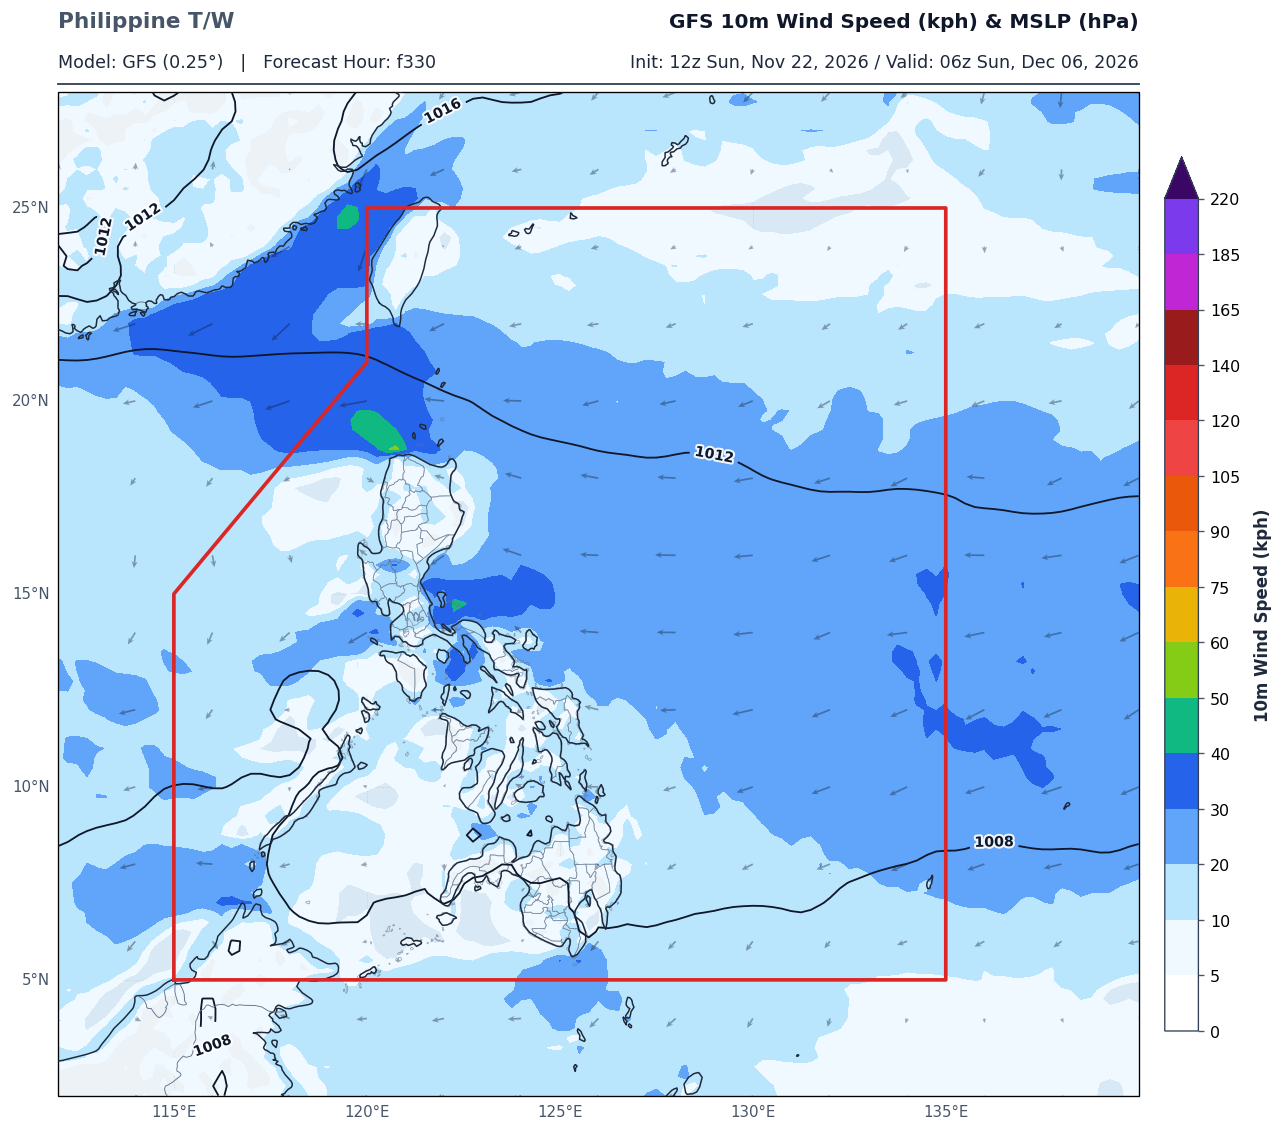 Philippine T/W
GFS 10m Wind Speed (kph) & MSLP (hPa)
Model: GFS (0.25°) | Forecast Hour: f330
Init: 12z Sun, Nov 22, 2026 / Valid: 06z Sun, Dec 06, 2026
1016
1012
1012
1012
1008
1008
25°N
20°N
15°N
10°N
5°N
115°E
120°E
125°E
130°E
135°E
220
185
165
140
120
105
90
75
60
50
40
30
20
10
5
0
10m Wind Speed (kph)